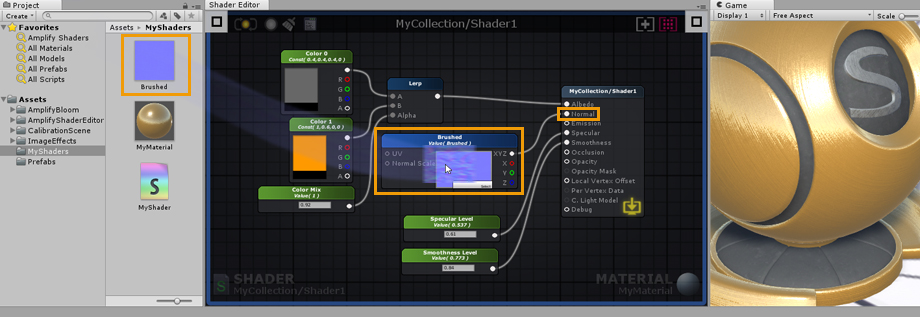 Project
Create
Favorites
Amplify Shaders
All Materials
All Models
All Prefabs
All Scripts
Assets
AmplifyBloom
AmplifyShaderEditor
CalibrationScene
ImageEffects
MyShaders
Prefabs
Assets ▸ MyShaders
Brushed
MyMaterial
S
MyShader
Shader Editor
MyCollection/Shader1
Color 0
Const( 0.4,0.4,0.4,0 )
R
G
B
A
Color 1
Const( 1,0.6,0,0 )
R
G
B
A
Color Mix
Value( 1 )
0.92
Lerp
A
B
Alpha
Brushed
Value( Brushed )
UV
XYZ
Normal Scale
X
Y
Z
Select
Specular Level
Value( 0.537 )
0.61
Smoothness Level
Value( 0.773 )
0.84
MyCollection/Shader1
Albedo
Normal
Emission
Specular
Smoothness
Occlusion
Opacity
Opacity Mask
Local Vertex Offset
Per Vertex Data
C. Light Model
Debug
SHADER
MyCollection/Shader1
MATERIAL
MyMaterial
Game
Display 1
Free Aspect
Scale
S